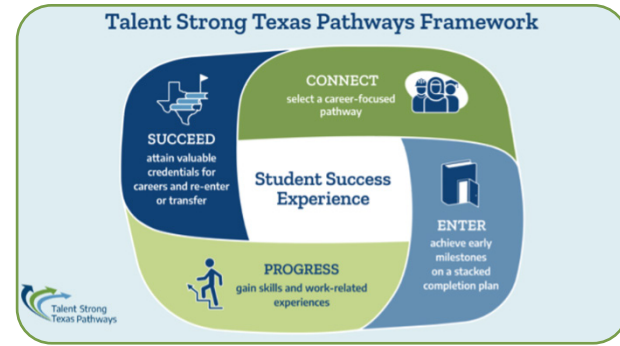 Talent Strong Texas Pathways Framework
CONNECT
select a career-focused
pathway
SUCCEED
attain valuable
credentials for
careers and re-enter
or transfer
Student Success
Experience
ENTER
achieve early
milestones
on a stacked
completion plan
PROGRESS
gain skills and work-related
experiences
Talent Strong
Texas Pathways